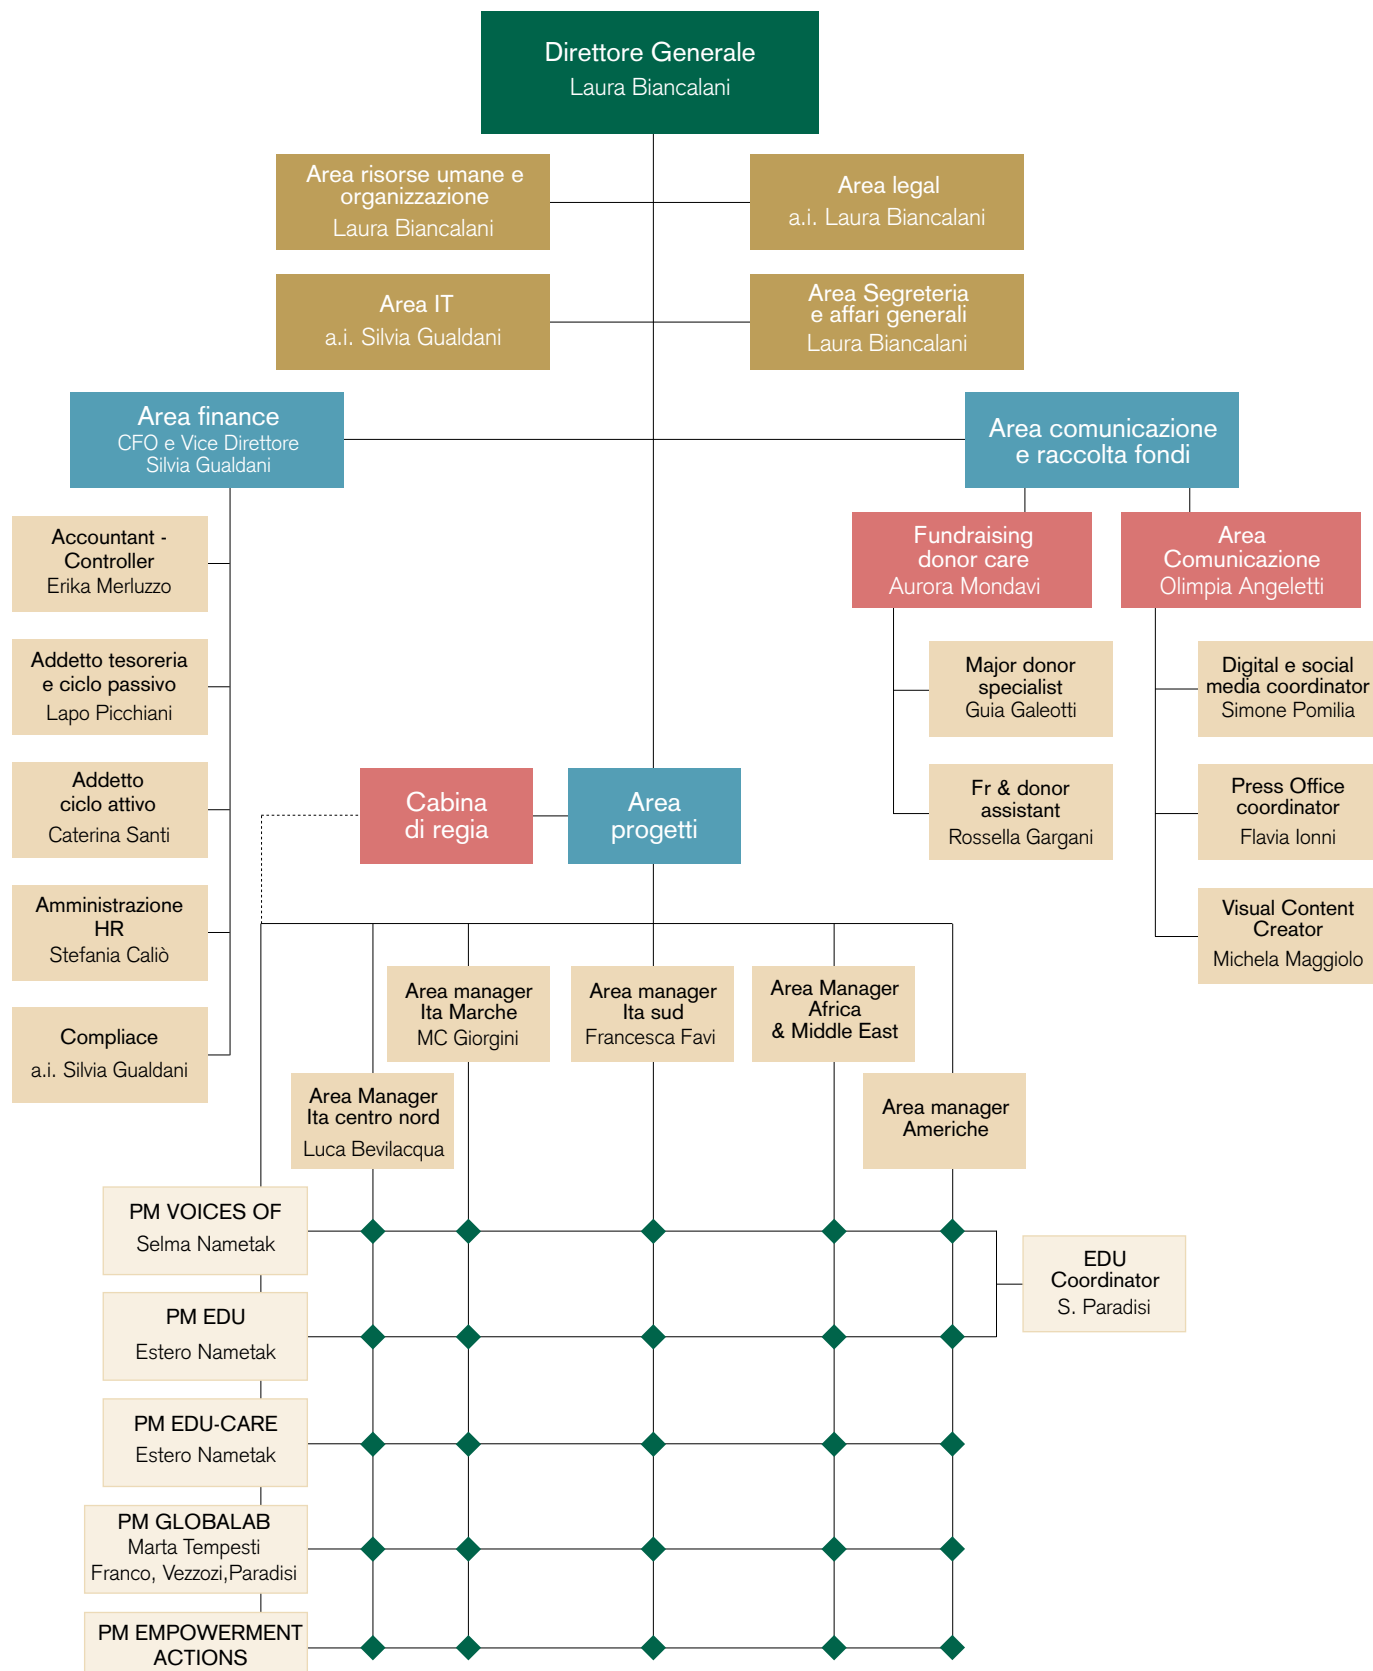 Direttore Generale
Laura Biancalani
Area risorse umane e
organizzazione
Laura Biancalani
Area legal
a.i. Laura Biancalani
Area IT
a.i. Silvia Gualdani
Area Segreteria
e affari generali
Laura Biancalani
Area finance
CFO e Vice Direttore
Silvia Gualdani
Area comunicazione
e raccolta fondi
Accountant -
Controller
Erika Merluzzo
Addetto tesoreria
e ciclo passivo
Lapo Picchiani
Addetto
ciclo attivo
Caterina Santi
Amministrazione
HR
Stefania Caliò
Compliace
a.i. Silvia Gualdani
Fundraising
donor care
Aurora Mondavi
Area
Comunicazione
Olimpia Angeletti
Major donor
specialist
Guia Galeotti
Fr & donor
assistant
Rossella Gargani
Digital e social
media coordinator
Simone Pomilia
Press Office
coordinator
Flavia Ionni
Visual Content
Creator
Michela Maggiolo
Cabina
di regia
Area
progetti
Area manager
Ita Marche
MC Giorgini
Area manager
Ita sud
Francesca Favi
Area Manager
Africa
& Middle East
Area Manager
Ita centro nord
Luca Bevilacqua
Area manager
Americhe
PM VOICES OF
Selma Nametak
PM EDU
Estero Nametak
EDU
Coordinator
S. Paradisi
PM EDU-CARE
Estero Nametak
PM GLOBALAB
Marta Tempesti
Franco, Vezzozi,Paradisi
PM EMPOWERMENT
ACTIONS